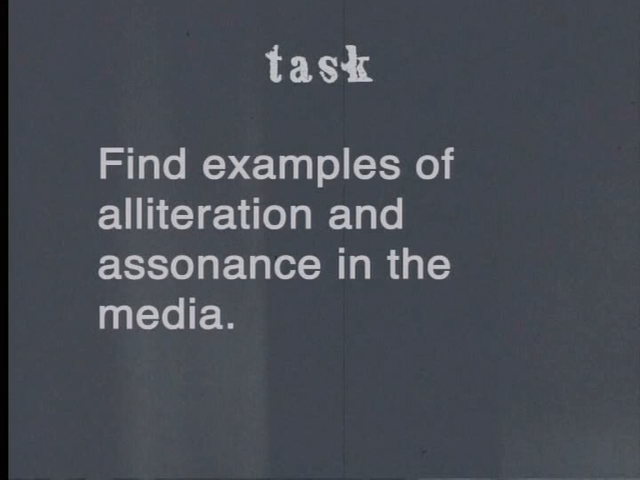 task
Find examples of
alliteration and
assonance in the
media.